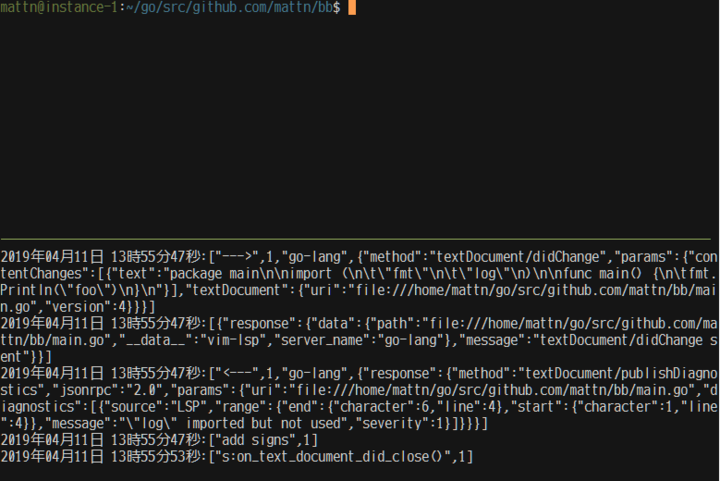 mattn@instance-1:~/go/src/github.com/mattn/bb$
2019年04月11日 13時55分47秒:["--->",1,"go-lang",{"method":"textDocument/didChange","params":{"con
tentChanges":[{"text":"package main\n\nimport (\n\t\"fmt\"\n\t\"log\"\n)\n\nfunc main() {\n\tfmt.
Println(\"foo\")\n}\n"}],"textDocument":{"uri":"file:///home/mattn/go/src/github.com/mattn/bb/mai
n.go","version":4}}}]
2019年04月11日 13時55分47秒:[{"response":{"data":{"path":"file:///home/mattn/go/src/github.com/ma
ttn/bb/main.go","__data__":"vim-lsp","server_name":"go-lang"},"message":"textDocument/didChange s
ent"}}]
2019年04月11日 13時55分47秒:["<---",1,"go-lang",{"response":{"method":"textDocument/publishDiagno
stics","jsonrpc":"2.0","params":{"uri":"file:///home/mattn/go/src/github.com/mattn/bb/main.go","d
iagnostics":[{"source":"LSP","range":{"end":{"character":6,"line":4},"start":{"character":1,"line
":4}},"message":"\"log\" imported but not used","severity":1}]}}}]
2019年04月11日 13時55分47秒:["add signs",1]
2019年04月11日 13時55分53秒:["s:on_text_document_did_close()",1]